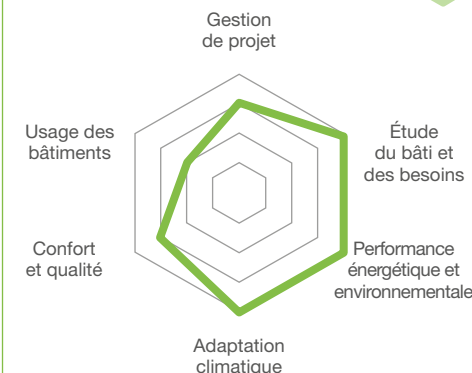 Gestion
de projet
Usage des
bâtiments
Étude
du bâti et
des besoins
Confort
et qualité
Performance
énergétique et
environnementale
Adaptation
climatique